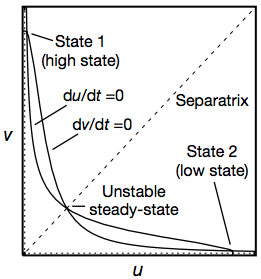 State 1
(high state)
du/dt =0
dv/dt =0
Separatrix
State 2
(low state)
Unstable
steady-state
v
u